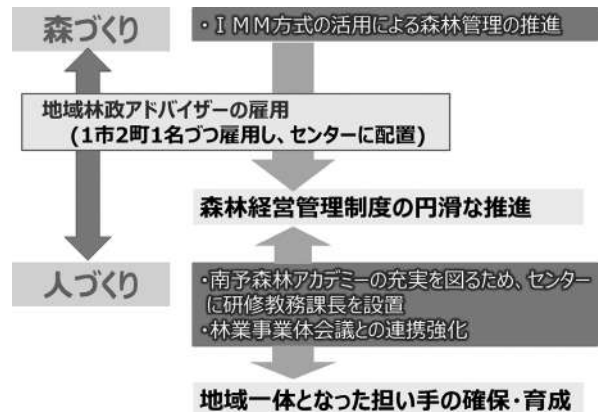 森づくり
・IMM方式の活用による森林管理の推進
地域林政アドバイザーの雇用
(1市2町1名づつ雇用し、センターに配置)
森林経営管理制度の円滑な推進
人づくり
・南予森林アカデミーの充実を図るため、センター
に研修教務課長を設置
・林業事業体会議との連携強化
地域一体となった担い手の確保・育成